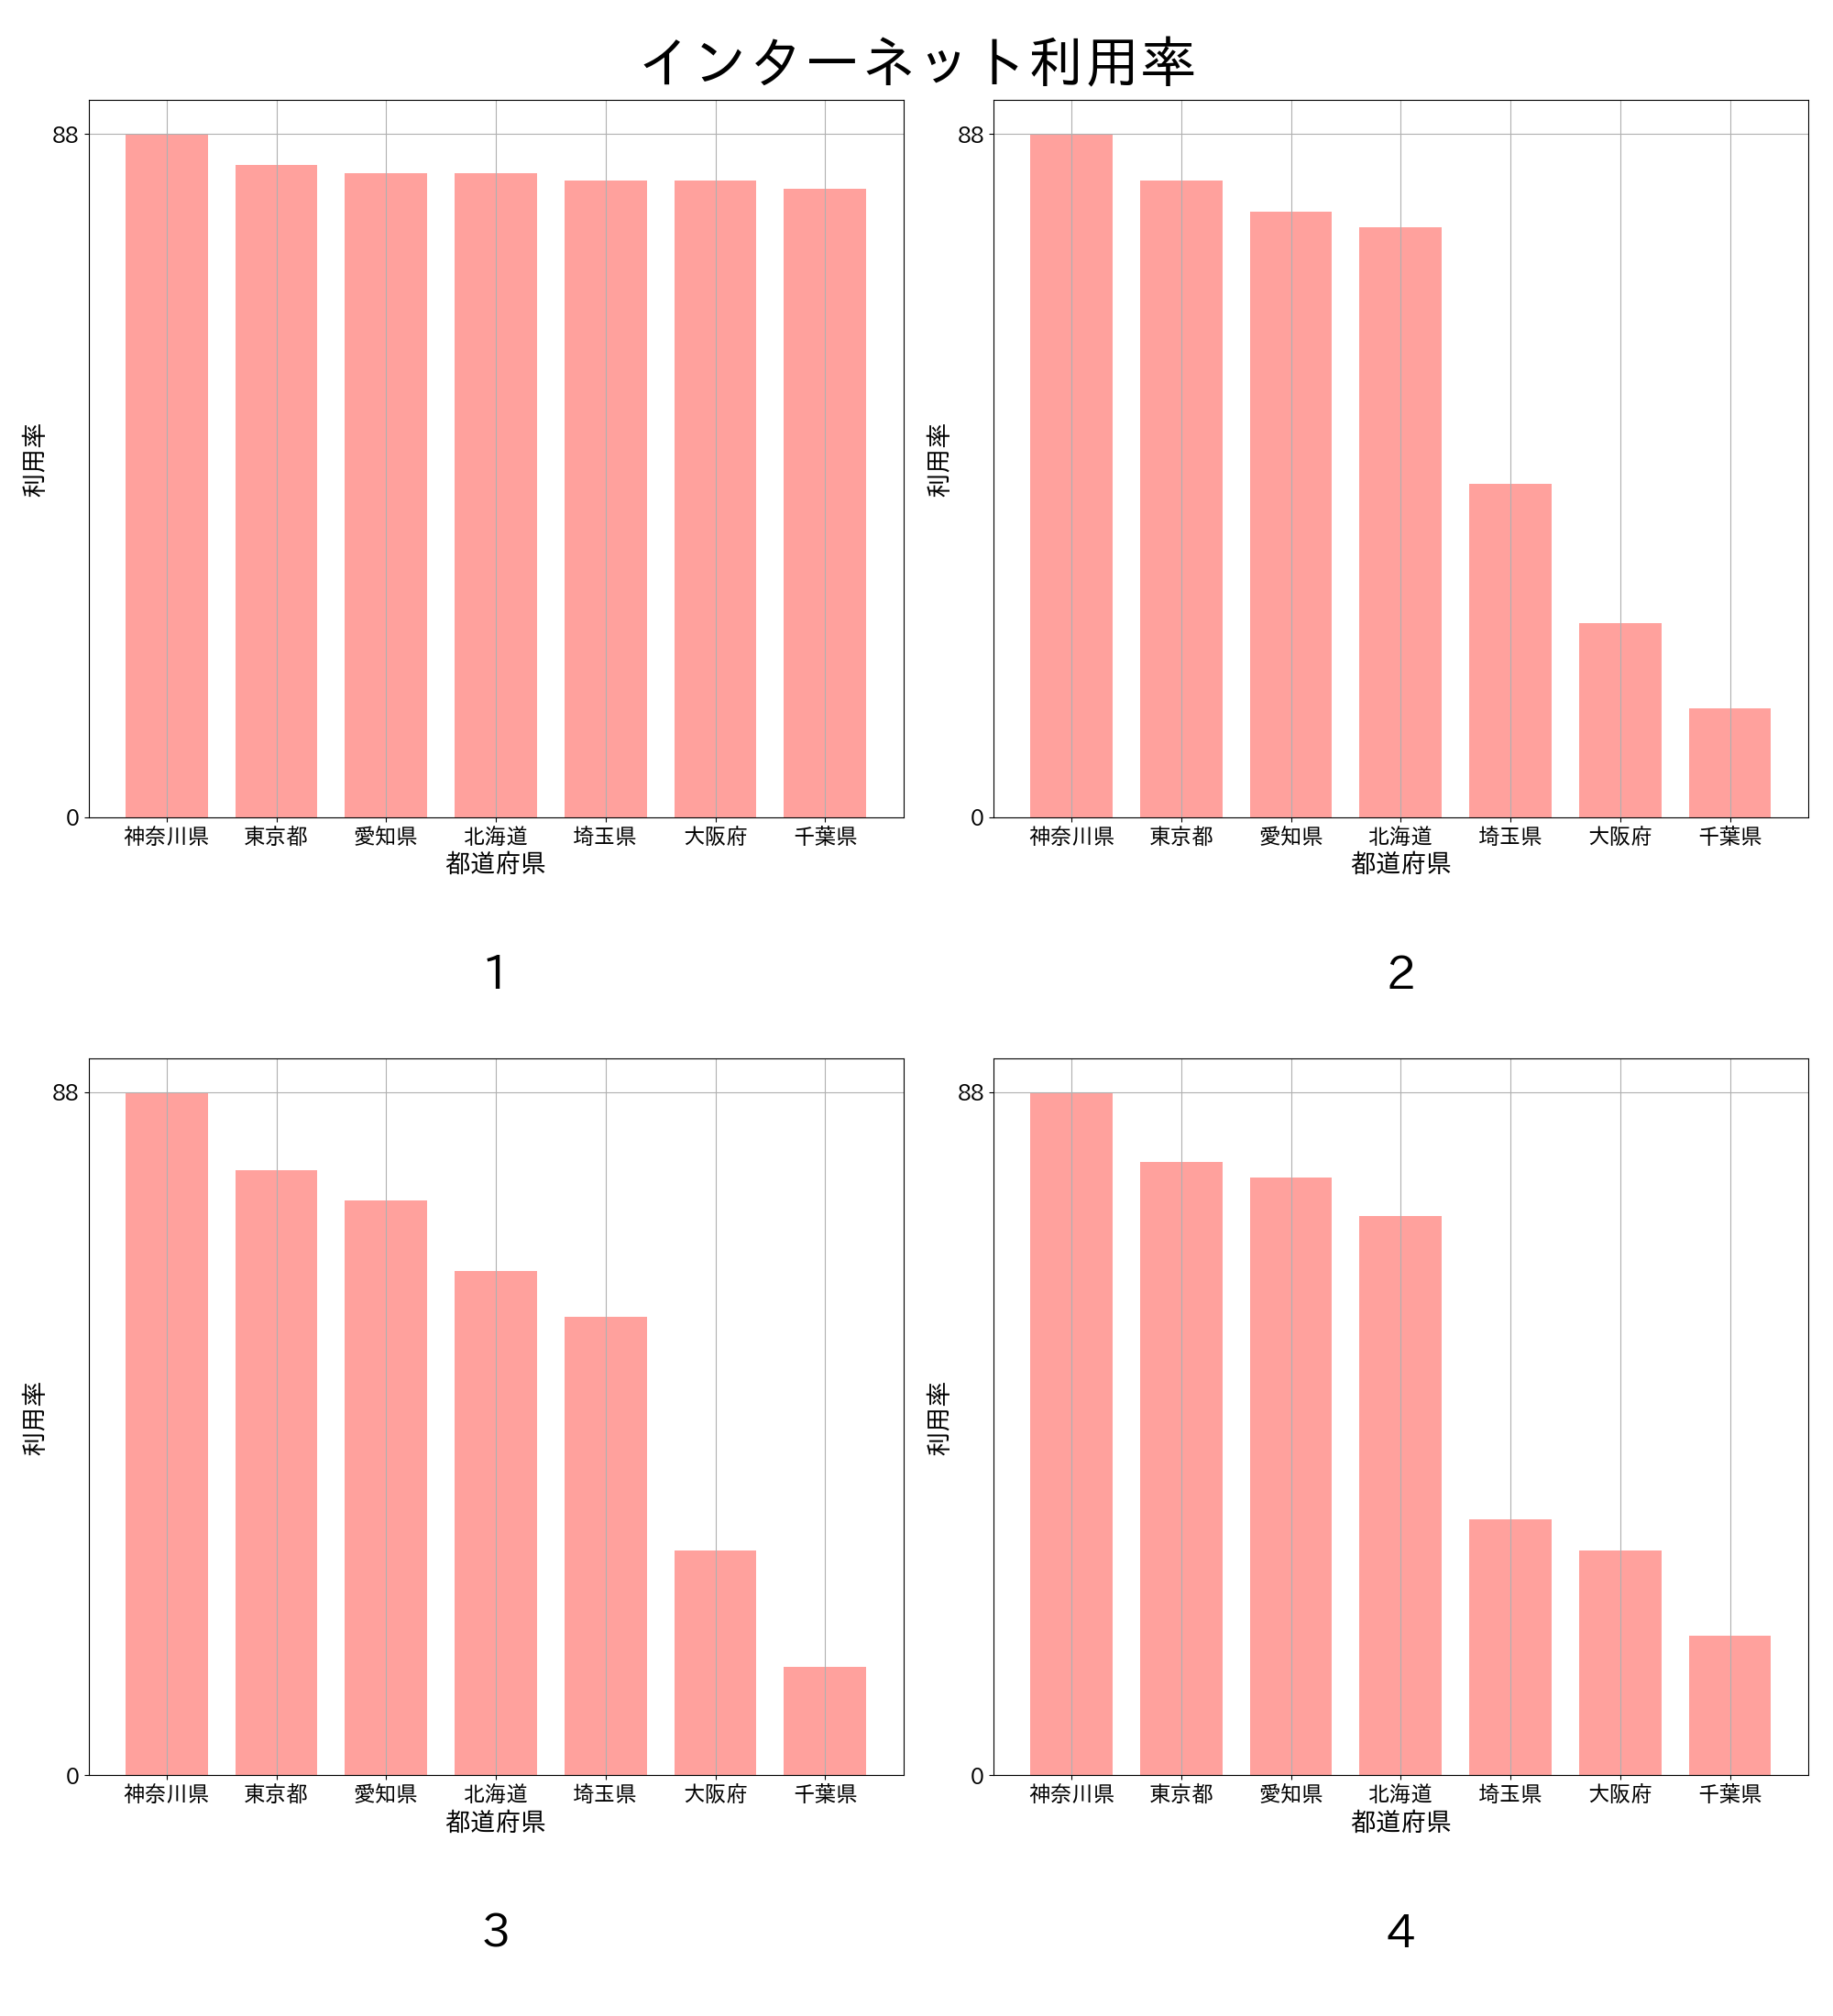 インターネット利用率
88
0
利用率
神奈川県 東京都 愛知県 北海道 埼玉県 大阪府 千葉県
都道府県
1
88
0
利用率
神奈川県 東京都 愛知県 北海道 埼玉県 大阪府 千葉県
都道府県
2
88
0
利用率
神奈川県 東京都 愛知県 北海道 埼玉県 大阪府 千葉県
都道府県
3
88
0
利用率
神奈川県 東京都 愛知県 北海道 埼玉県 大阪府 千葉県
都道府県
4